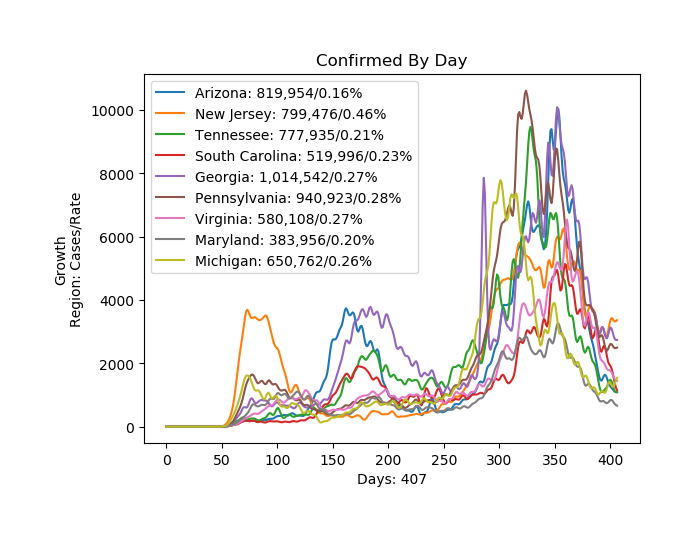 Confirmed By Day
Growth
Region: Cases/Rate
10000
8000
6000
4000
2000
0
Arizona: 819,954/0.16%
New Jersey: 799,476/0.46%
Tennessee: 777,935/0.21%
South Carolina: 519,996/0.23%
Georgia: 1,014,542/0.27%
Pennsylvania: 940,923/0.28%
Virginia: 580,108/0.27%
Maryland: 383,956/0.20%
Michigan: 650,762/0.26%
0 50 100 150 200 250 300 350 400
Days: 407